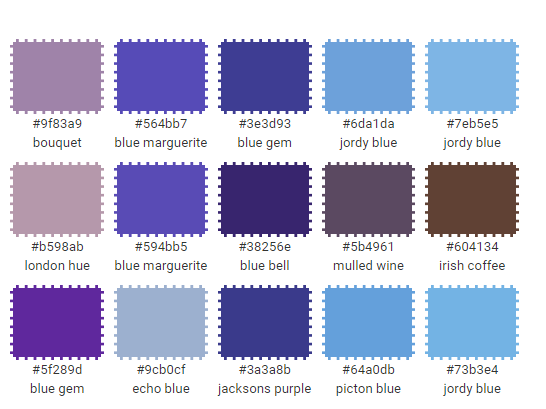 #9f83a9 #564bb7 #3e3d93 #6da1da #7eb5e5
bouquet blue marguerite blue gem jordy blue jordy blue
#b598ab #594bb5 #38256e #5b4961 #604134
london hue blue marguerite blue bell mulled wine irish coffee
#5f289d #9cb0cf #3a3a8b #64a0db #73b3e4
blue gem echo blue jacksons purple picton blue jordy blue